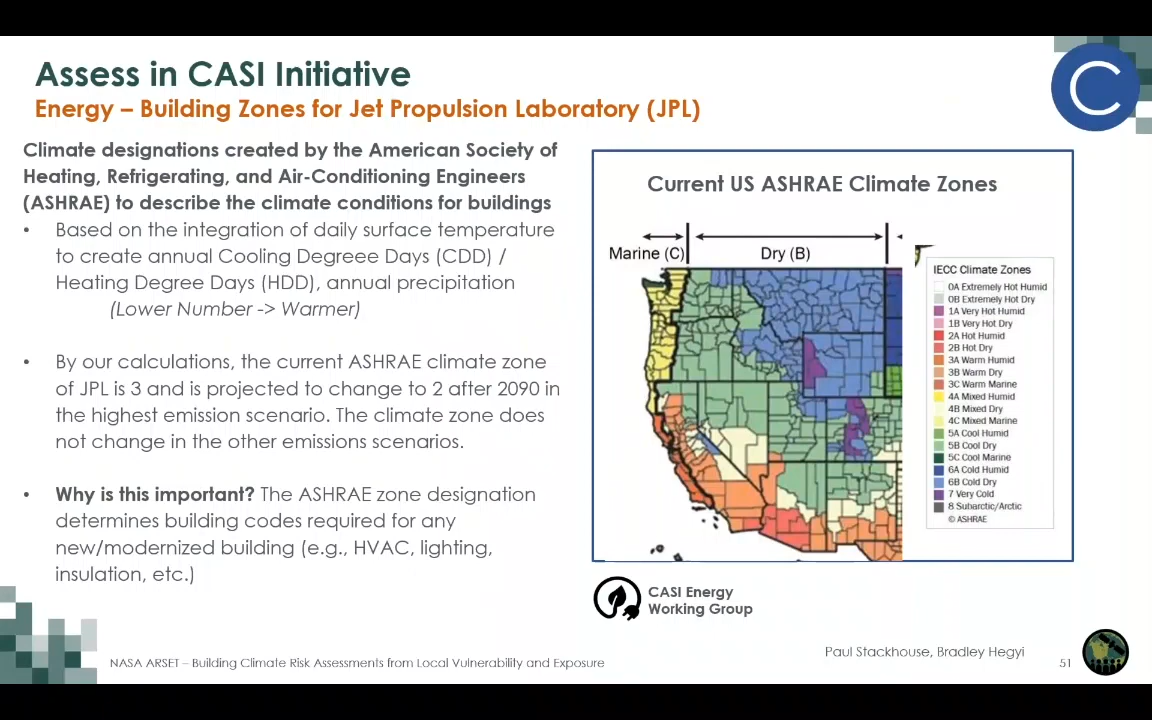 Assess in CASI Initiative
Energy – Building Zones for Jet Propulsion Laboratory (JPL)
C
Climate designations created by the American Society of
Heating, Refrigerating, and Air-Conditioning Engineers
(ASHRAE) to describe the climate conditions for buildings
• Based on the integration of daily surface temperature
to create annual Cooling Degreee Days (CDD) /
Heating Degree Days (HDD), annual precipitation
(Lower Number -> Warmer)
• By our calculations, the current ASHRAE climate zone
of JPL is 3 and is projected to change to 2 after 2090 in
the highest emission scenario. The climate zone does
not change in the other emissions scenarios.
• Why is this important? The ASHRAE zone designation
determines building codes required for any
new/modernized building (e.g., HVAC, lighting,
insulation, etc.)
Current US ASHRAE Climate Zones
Marine (C) Dry (B)
IECC Climate Zones
0A Extremely Hot Humid
0B Extremely Hot Dry
1A Very Hot Humid
1B Very Hot Dry
2A Hot Humid
2B Hot Dry
3A Warm Humid
3B Warm Dry
3C Warm Marine
4A Mixed Humid
4B Mixed Dry
4C Mixed Marine
5A Cool Humid
5B Cool Dry
5C Cool Marine
6A Cold Humid
6B Cold Dry
7 Very Cold
8 Subarctic/Arctic
© ASHRAE
CASI Energy
Working Group
Paul Stackhouse, Bradley Hegyi
NASA ARSET – Building Climate Risk Assessments from Local Vulnerability and Exposure
51